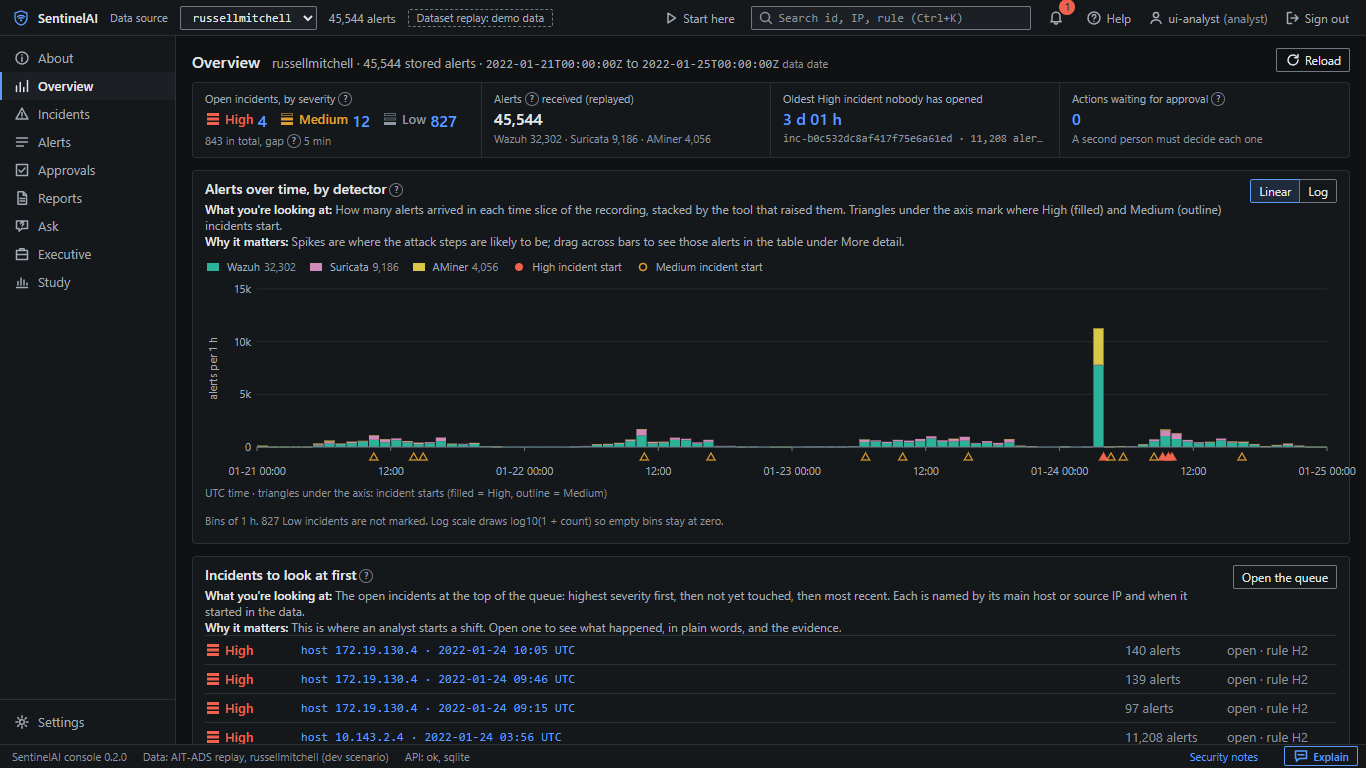 SentinelAI Data source russellmitchell 45,544 alerts Dataset replay: demo data Start here Search id, IP, rule (Ctrl+K) 1 Help ui-analyst (analyst) Sign out
About
Overview
Incidents
Alerts
Approvals
Reports
Ask
Executive
Study
Settings
Overview russellmitchell · 45,544 stored alerts · 2022-01-21T00:00:00Z to 2022-01-25T00:00:00Z data date Reload
Open incidents, by severity ?
High 4 Medium 12 Low 827
843 in total, gap ? 5 min
Alerts ? received (replayed)
45,544
Wazuh 32,302 · Suricata 9,186 · AMiner 4,056
Oldest High incident nobody has opened
3 d 01 h
inc-b0c532dc8af417f75e6a61ed · 11,208 aler…
Actions waiting for approval ?
0
A second person must decide each one
Alerts over time, by detector ? Linear Log
What you're looking at: How many alerts arrived in each time slice of the recording, stacked by the tool that raised them. Triangles under the axis mark where High (filled) and Medium (outline)
incidents start.
Why it matters: Spikes are where the attack steps are likely to be; drag across bars to see those alerts in the table under More detail.
Wazuh 32,302 Suricata 9,186 AMiner 4,056 High incident start Medium incident start
15k
10k
5k
0
alerts per 1 h
01-21 00:00 12:00 01-22 00:00 12:00 01-23 00:00 12:00 01-24 00:00 12:00 01-25 00:00
UTC time · triangles under the axis: incident starts (filled = High, outline = Medium)
Bins of 1 h. 827 Low incidents are not marked. Log scale draws log10(1 + count) so empty bins stay at zero.
Incidents to look at first ? Open the queue
What you're looking at: The open incidents at the top of the queue: highest severity first, then not yet touched, then most recent. Each is named by its main host or source IP and when it
started in the data.
Why it matters: This is where an analyst starts a shift. Open one to see what happened, in plain words, and the evidence.
High host 172.19.130.4 · 2022-01-24 10:05 UTC 140 alerts open · rule H2
High host 172.19.130.4 · 2022-01-24 09:46 UTC 139 alerts open · rule H2
High host 172.19.130.4 · 2022-01-24 09:15 UTC 97 alerts open · rule H2
High host 10.143.2.4 · 2022-01-24 03:56 UTC 11,208 alerts open · rule H2
SentinelAI console 0.2.0 Data: AIT-ADS replay, russellmitchell (dev scenario) API: ok, sqlite Security notes Explain